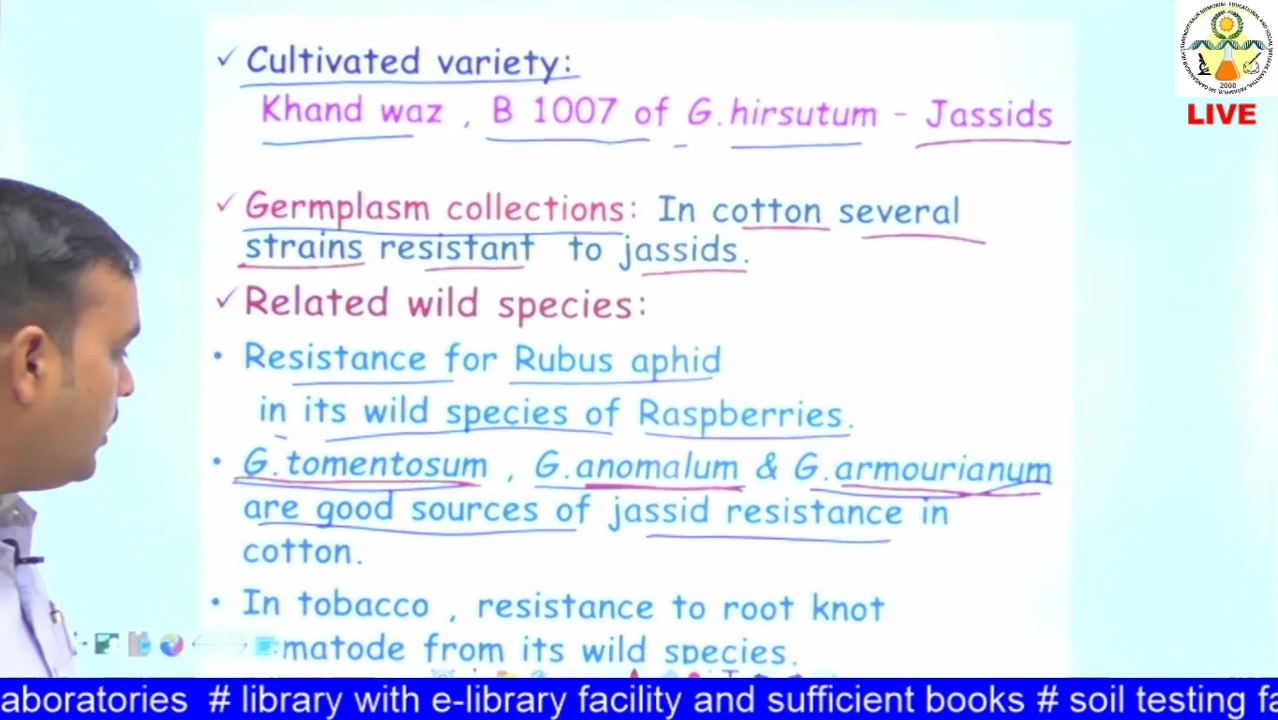 ✓ Cultivated variety:
Khand waz , B 1007 of G.hirsutum - Jassids
✓ Germplasm collections: In cotton several
strains resistant to jassids.
✓ Related wild species:
• Resistance for Rubus aphid
in its wild species of Raspberries.
• G.tomentosum , G.anomalum & G.armourianum
are good sources of jassid resistance in
cotton.
• In tobacco , resistance to root knot
matode from its wild species.
2008
LIVE
aboratories # library with e-library facility and sufficient books # soil testing fa